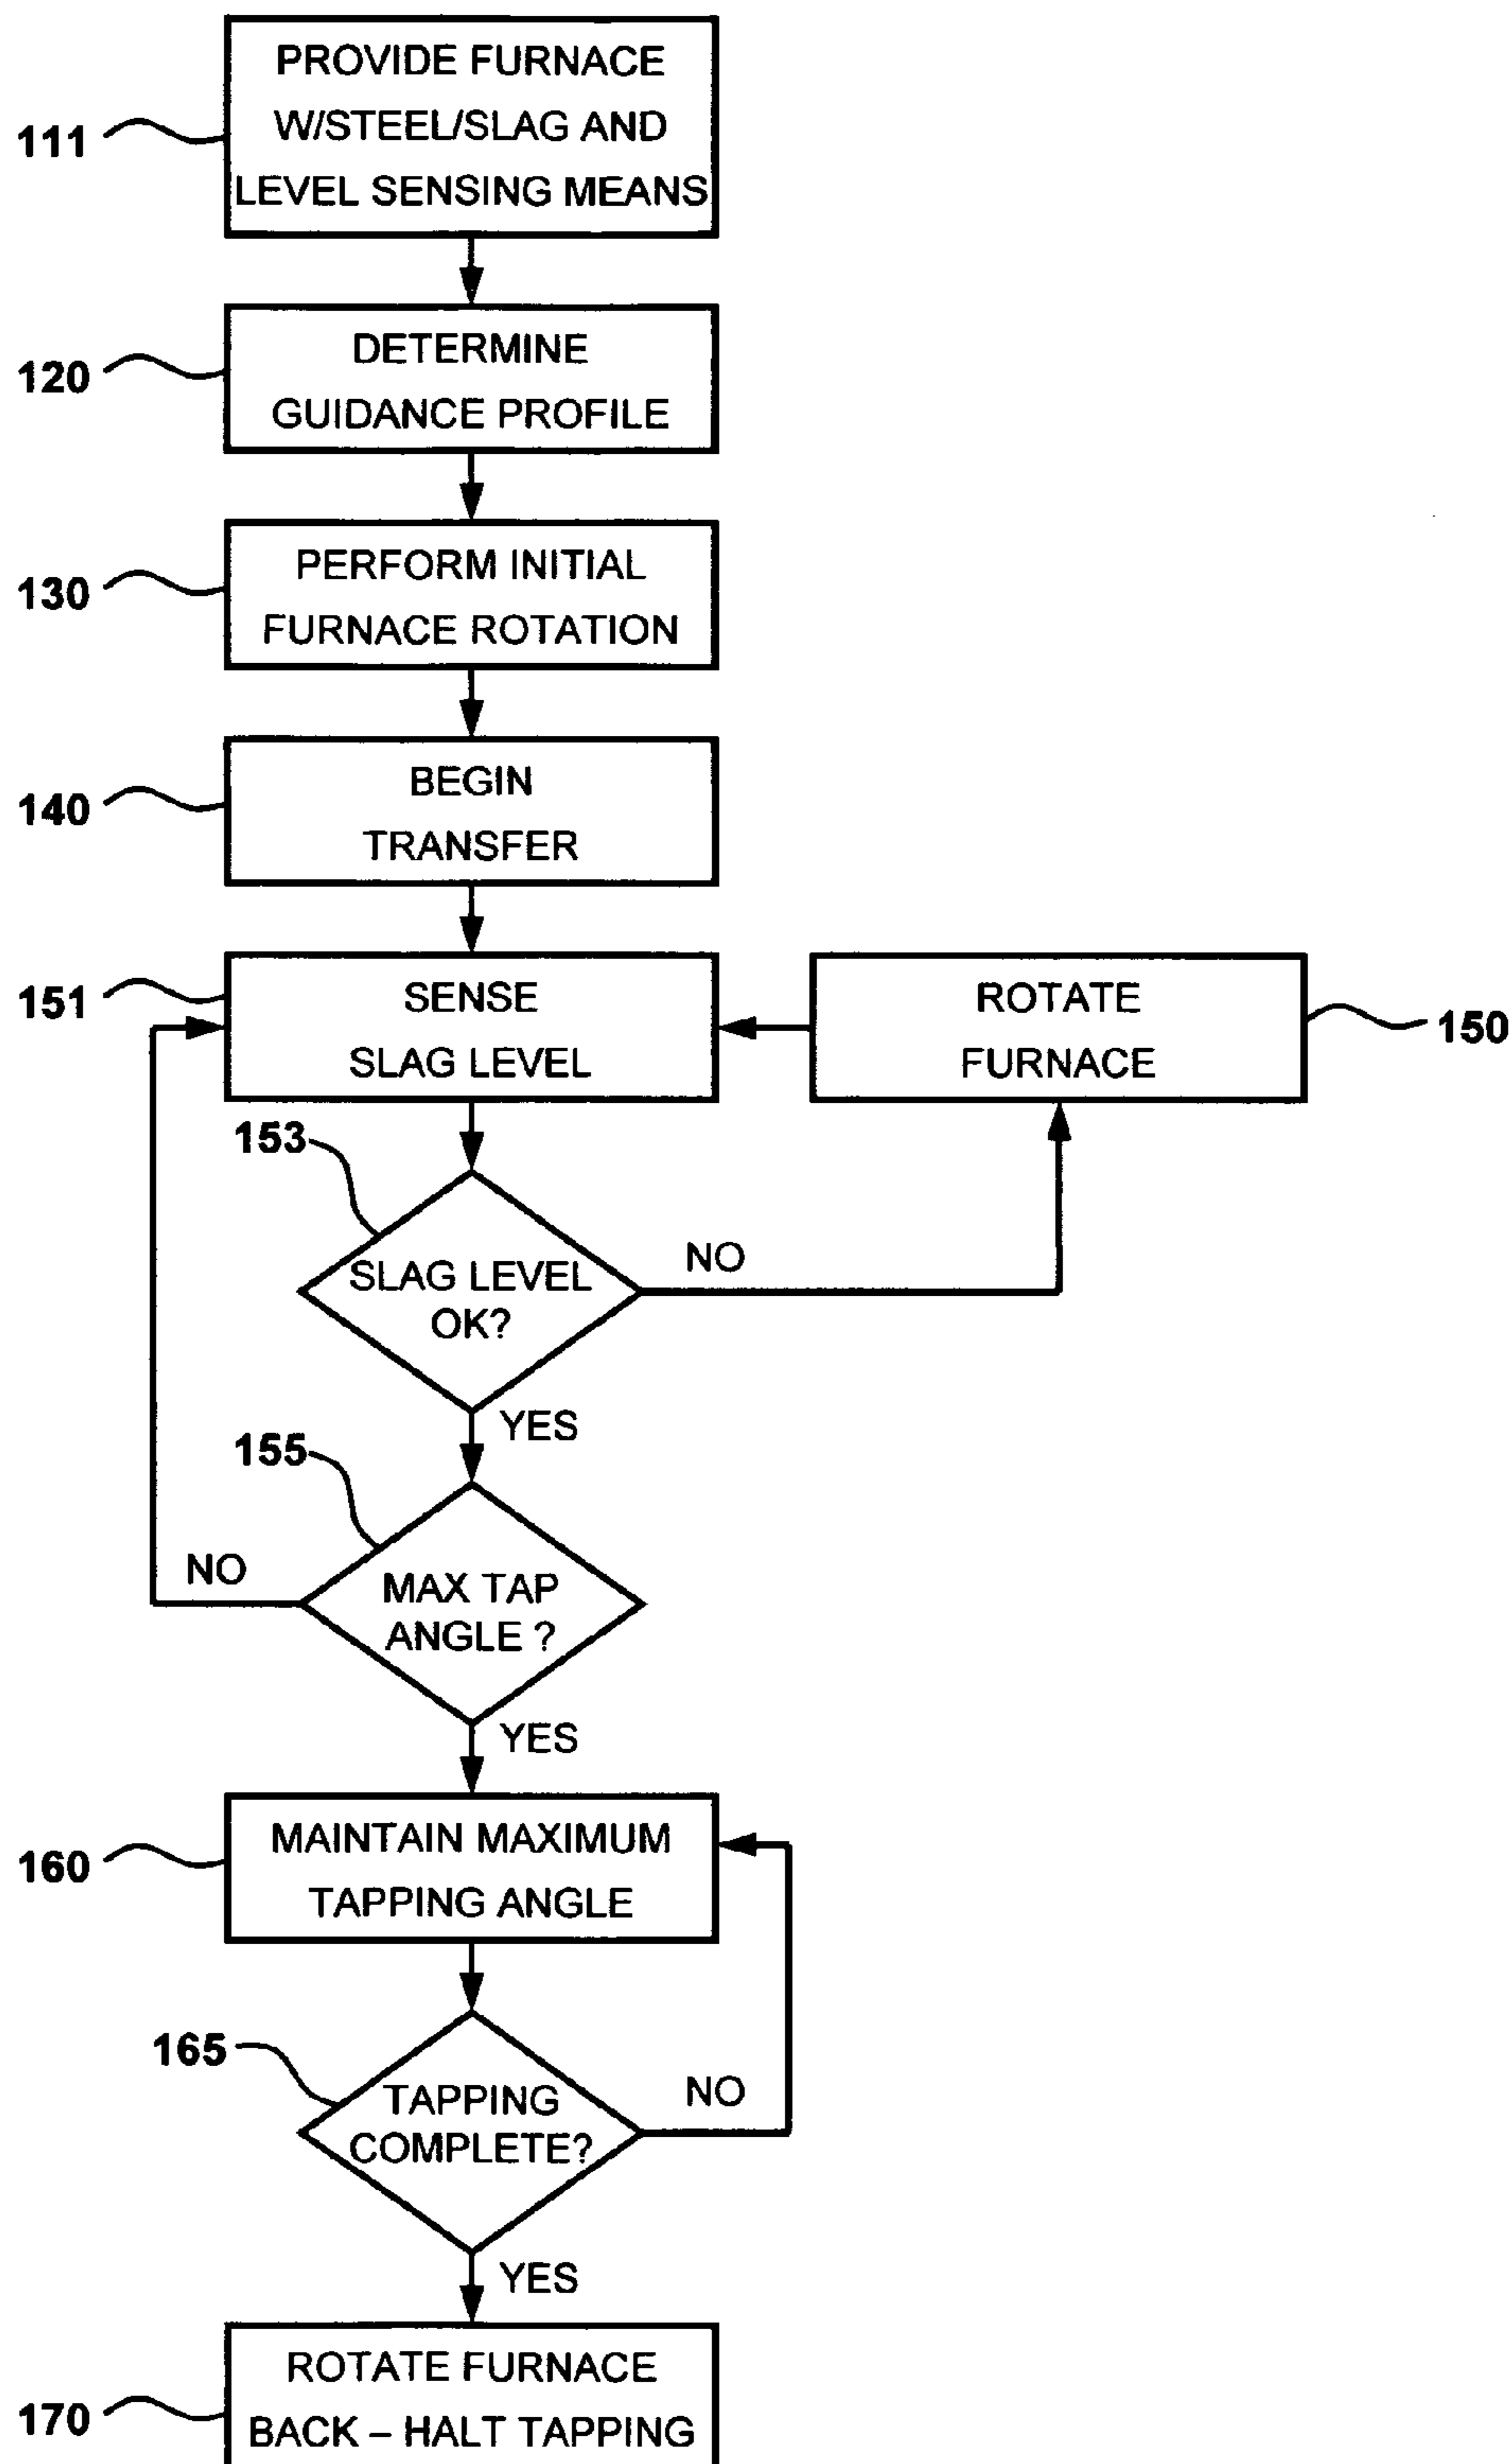 PROVIDE FURNACE
W/STEEL/SLAG AND
LEVEL SENSING MEANS
111
DETERMINE
GUIDANCE PROFILE
120
PERFORM INITIAL
FURNACE ROTATION
130
BEGIN
TRANSFER
140
SENSE
SLAG LEVEL
151
ROTATE
FURNACE
150
153
SLAG LEVEL
OK?
NO
YES
155
MAX TAP
ANGLE ?
NO
YES
MAINTAIN MAXIMUM
TAPPING ANGLE
160
165
TAPPING
COMPLETE?
NO
YES
ROTATE FURNACE
BACK – HALT TAPPING
170